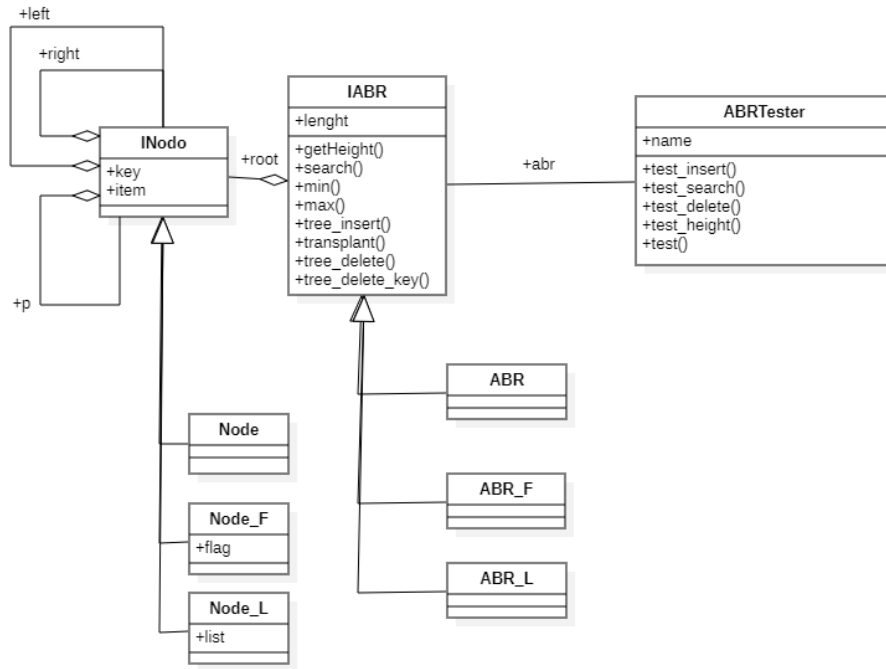 +left
+right
INodo
+key
+item
+p
+root
IABR
+lenght
+getHeight()
+search()
+min()
+max()
+tree_insert()
+transplant()
+tree_delete()
+tree_delete_key()
+abr
ABRTester
+name
+test_insert()
+test_search()
+test_delete()
+test_height()
+test()
Node
Node_F
+flag
Node_L
+list
ABR
ABR_F
ABR_L